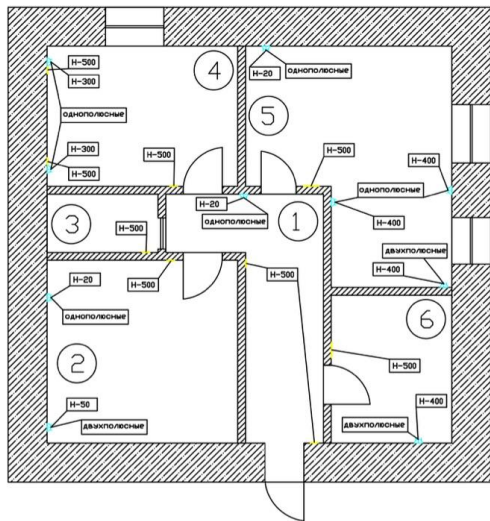 H-500
4
H-20
однополюсные
H-300
5
однополюсные
H-300
H-500
H-500
H-500
H-400
однополюсные
H-20
H-400
3
однополюсные
1
H-500
двухполюсные
H-500
H-500
H-400
H-20
6
однополюсные
2
H-500
H-50
H-400
двухполюсные
двухполюсные